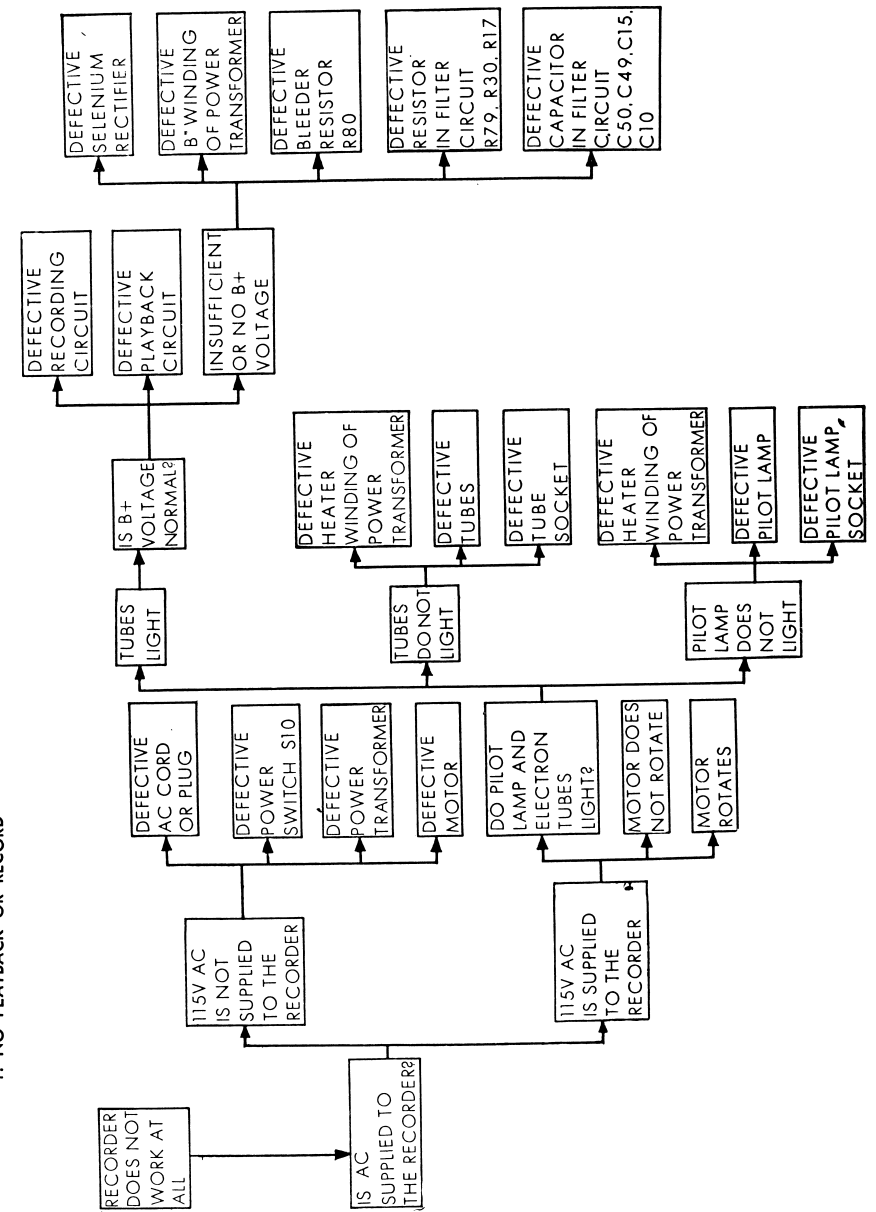 RECORDER
DOES NOT
WORK AT
ALL
IS AC
SUPPLIED TO
THE RECORDER?
115V AC
IS NOT
SUPPLIED
TO THE
RECORDER
115V AC
IS SUPPLIED
TO THE
RECORDER
DEFECTIVE
AC CORD
OR PLUG
DEFECTIVE
POWER
SWITCH S10
DEFECTIVE
POWER
TRANSFORMER
DEFECTIVE
MOTOR
DO PILOT
LAMP AND
ELECTRON
TUBES
LIGHT?
MOTOR DOES
NOT ROTATE
MOTOR
ROTATES
TUBES
LIGHT
TUBES
DO NOT
LIGHT
PILOT
LAMP
DOES
NOT
LIGHT
IS B+
VOLTAGE
NORMAL?
DEFECTIVE
HEATER
WINDING OF
POWER
TRANSFORMER
DEFECTIVE
TUBES
DEFECTIVE
TUBE
SOCKET
DEFECTIVE
HEATER
WINDING OF
POWER
TRANSFORMER
DEFECTIVE
PILOT LAMP
DEFECTIVE
PILOT LAMP
SOCKET
DEFECTIVE
RECORDING
CIRCUIT
DEFECTIVE
PLAYBACK
CIRCUIT
INSUFFICIENT
OR NO B+
VOLTAGE
DEFECTIVE
SELENIUM
RECTIFIER
DEFECTIVE
B+ WINDING
OF POWER
TRANSFORMER
DEFECTIVE
BLEEDER
RESISTOR
R80
DEFECTIVE
RESISTOR
IN FILTER
CIRCUIT
R79, R30, R17
DEFECTIVE
CAPACITOR
IN FILTER
CIRCUIT
C50, C49, C15,
C10